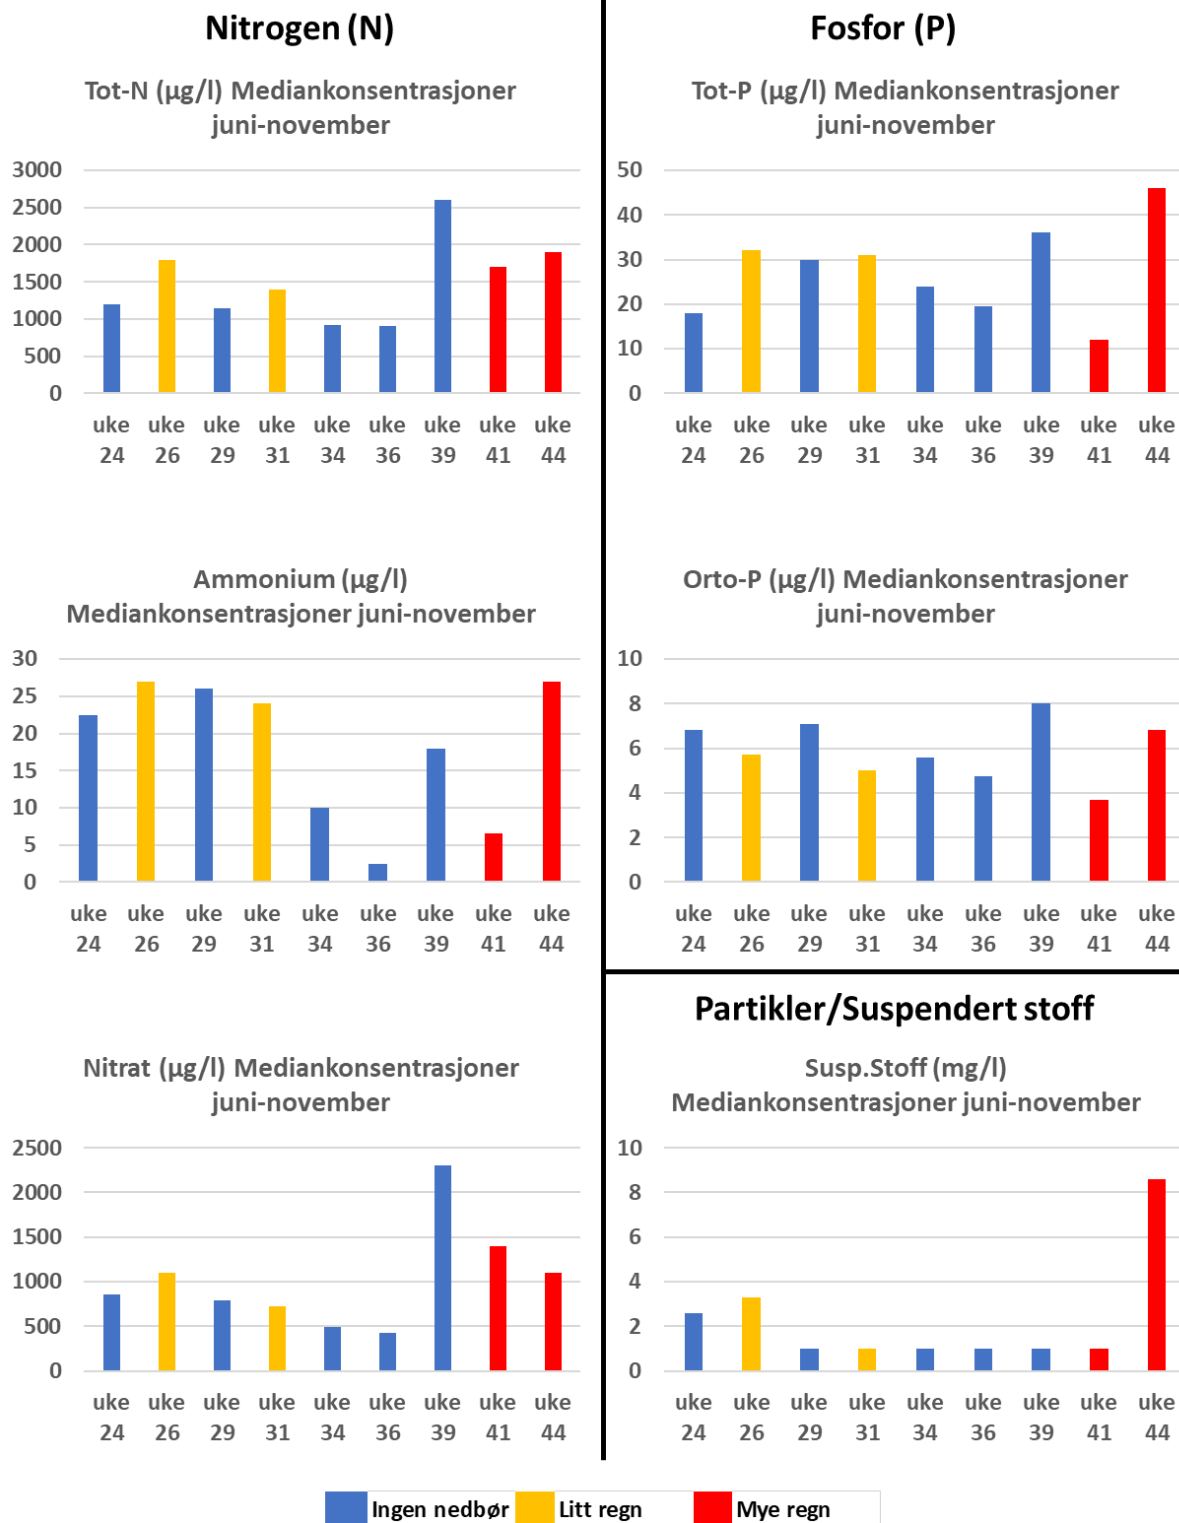 Nitrogen (N)
Tot-N (µg/l) Mediankonsentrasjoner
juni-november
3000
2500
2000
1500
1000
500
0
uke uke uke uke uke uke uke uke uke
24 26 29 31 34 36 39 41 44
Ammonium (µg/l)
Mediankonsentrasjoner juni-november
30
25
20
15
10
5
0
uke uke uke uke uke uke uke uke uke
24 26 29 31 34 36 39 41 44
Nitrat (µg/l) Mediankonsentrasjoner
juni-november
2500
2000
1500
1000
500
0
uke uke uke uke uke uke uke uke uke
24 26 29 31 34 36 39 41 44
Fosfor (P)
Tot-P (µg/l) Mediankonsentrasjoner
juni-november
50
40
30
20
10
0
uke uke uke uke uke uke uke uke uke
24 26 29 31 34 36 39 41 44
Orto-P (µg/l) Mediankonsentrasjoner
juni-november
10
8
6
4
2
0
uke uke uke uke uke uke uke uke uke
24 26 29 31 34 36 39 41 44
Partikler/Suspendert stoff
Susp.Stoff (mg/l)
Mediankonsentrasjoner juni-november
10
8
6
4
2
0
uke uke uke uke uke uke uke uke uke
24 26 29 31 34 36 39 41 44
Ingen nedbør Litt regn Mye regn